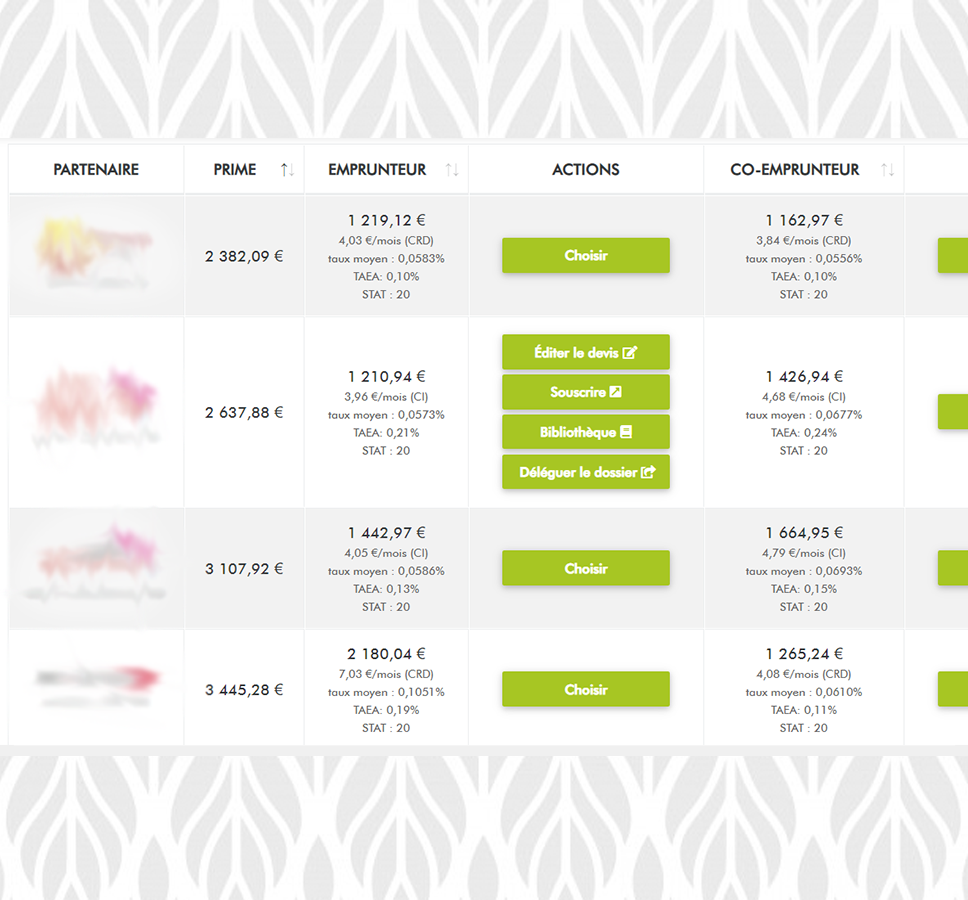 PARTENAIRE PRIME EMPRUNTEUR ACTIONS CO-EMPRUNTEUR
2 382,09 €
1 219,12 €
4,03 €/mois (CRD)
taux moyen : 0,0583%
TAEA: 0,10%
STAT : 20
Choisir
1 162,97 €
3,84 €/mois (CRD)
taux moyen : 0,0556%
TAEA: 0,10%
STAT : 20
2 637,88 €
1 210,94 €
3,96 €/mois (CI)
taux moyen : 0,0573%
TAEA: 0,21%
STAT : 20
Éditer le devis
Souscrire
Bibliothèque
Déléguer le dossier
1 426,94 €
4,68 €/mois (CI)
taux moyen : 0,0677%
TAEA: 0,24%
STAT : 20
3 107,92 €
1 442,97 €
4,05 €/mois (CI)
taux moyen : 0,0586%
TAEA: 0,13%
STAT : 20
Choisir
1 664,95 €
4,79 €/mois (CI)
taux moyen : 0,0693%
TAEA: 0,15%
STAT : 20
3 445,28 €
2 180,04 €
7,03 €/mois (CRD)
taux moyen : 0,1051%
TAEA: 0,19%
STAT : 20
Choisir
1 265,24 €
4,08 €/mois (CRD)
taux moyen : 0,0610%
TAEA: 0,11%
STAT : 20